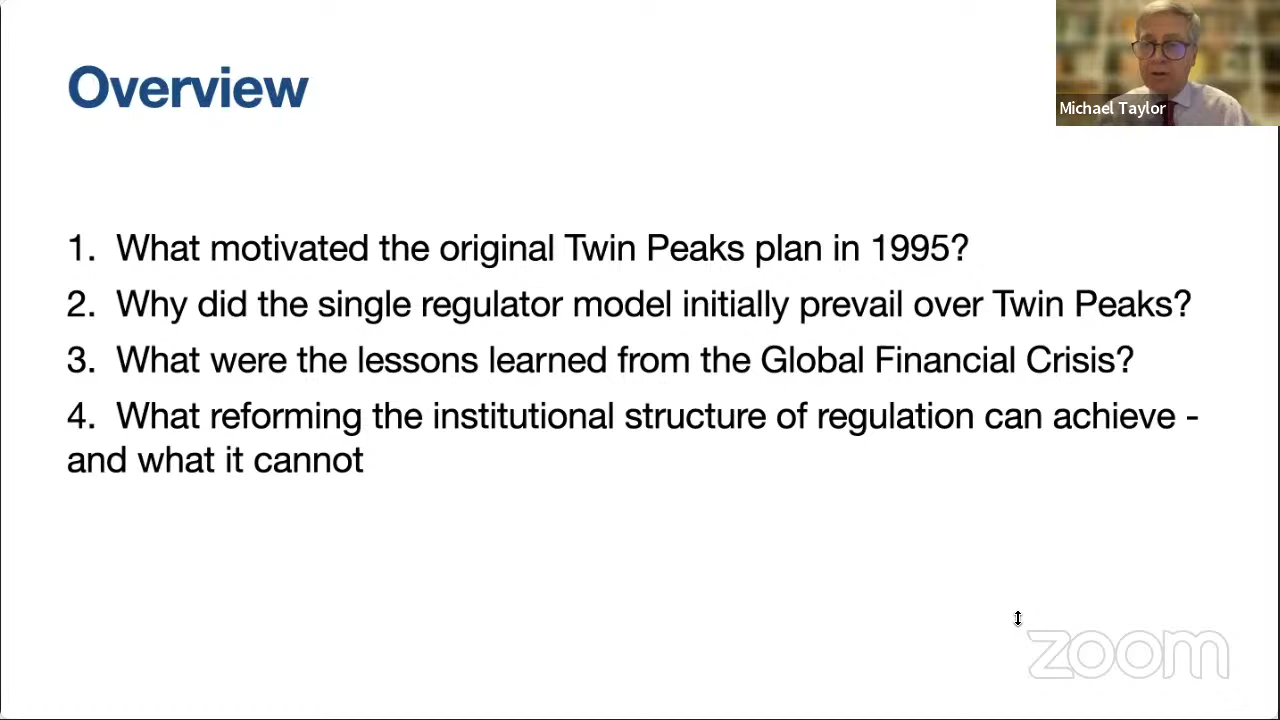 Overview
Michael Taylor
1. What motivated the original Twin Peaks plan in 1995?
2. Why did the single regulator model initially prevail over Twin Peaks?
3. What were the lessons learned from the Global Financial Crisis?
4. What reforming the institutional structure of regulation can achieve -
and what it cannot
zoom